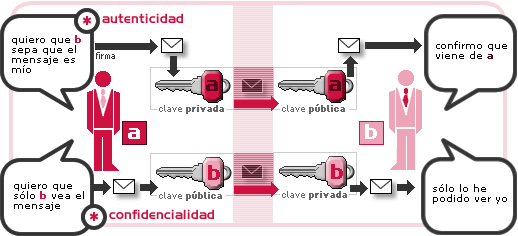 * autenticidad
quiero que b
sepa que el
mensaje es
mío
firma
a
clave privada
a
clave pública
confirmo que
viene de a
a
b
quiero que
sólo b vea el
mensaje
b
clave pública
b
clave privada
sólo lo he
podido ver yo
* confidencialidad